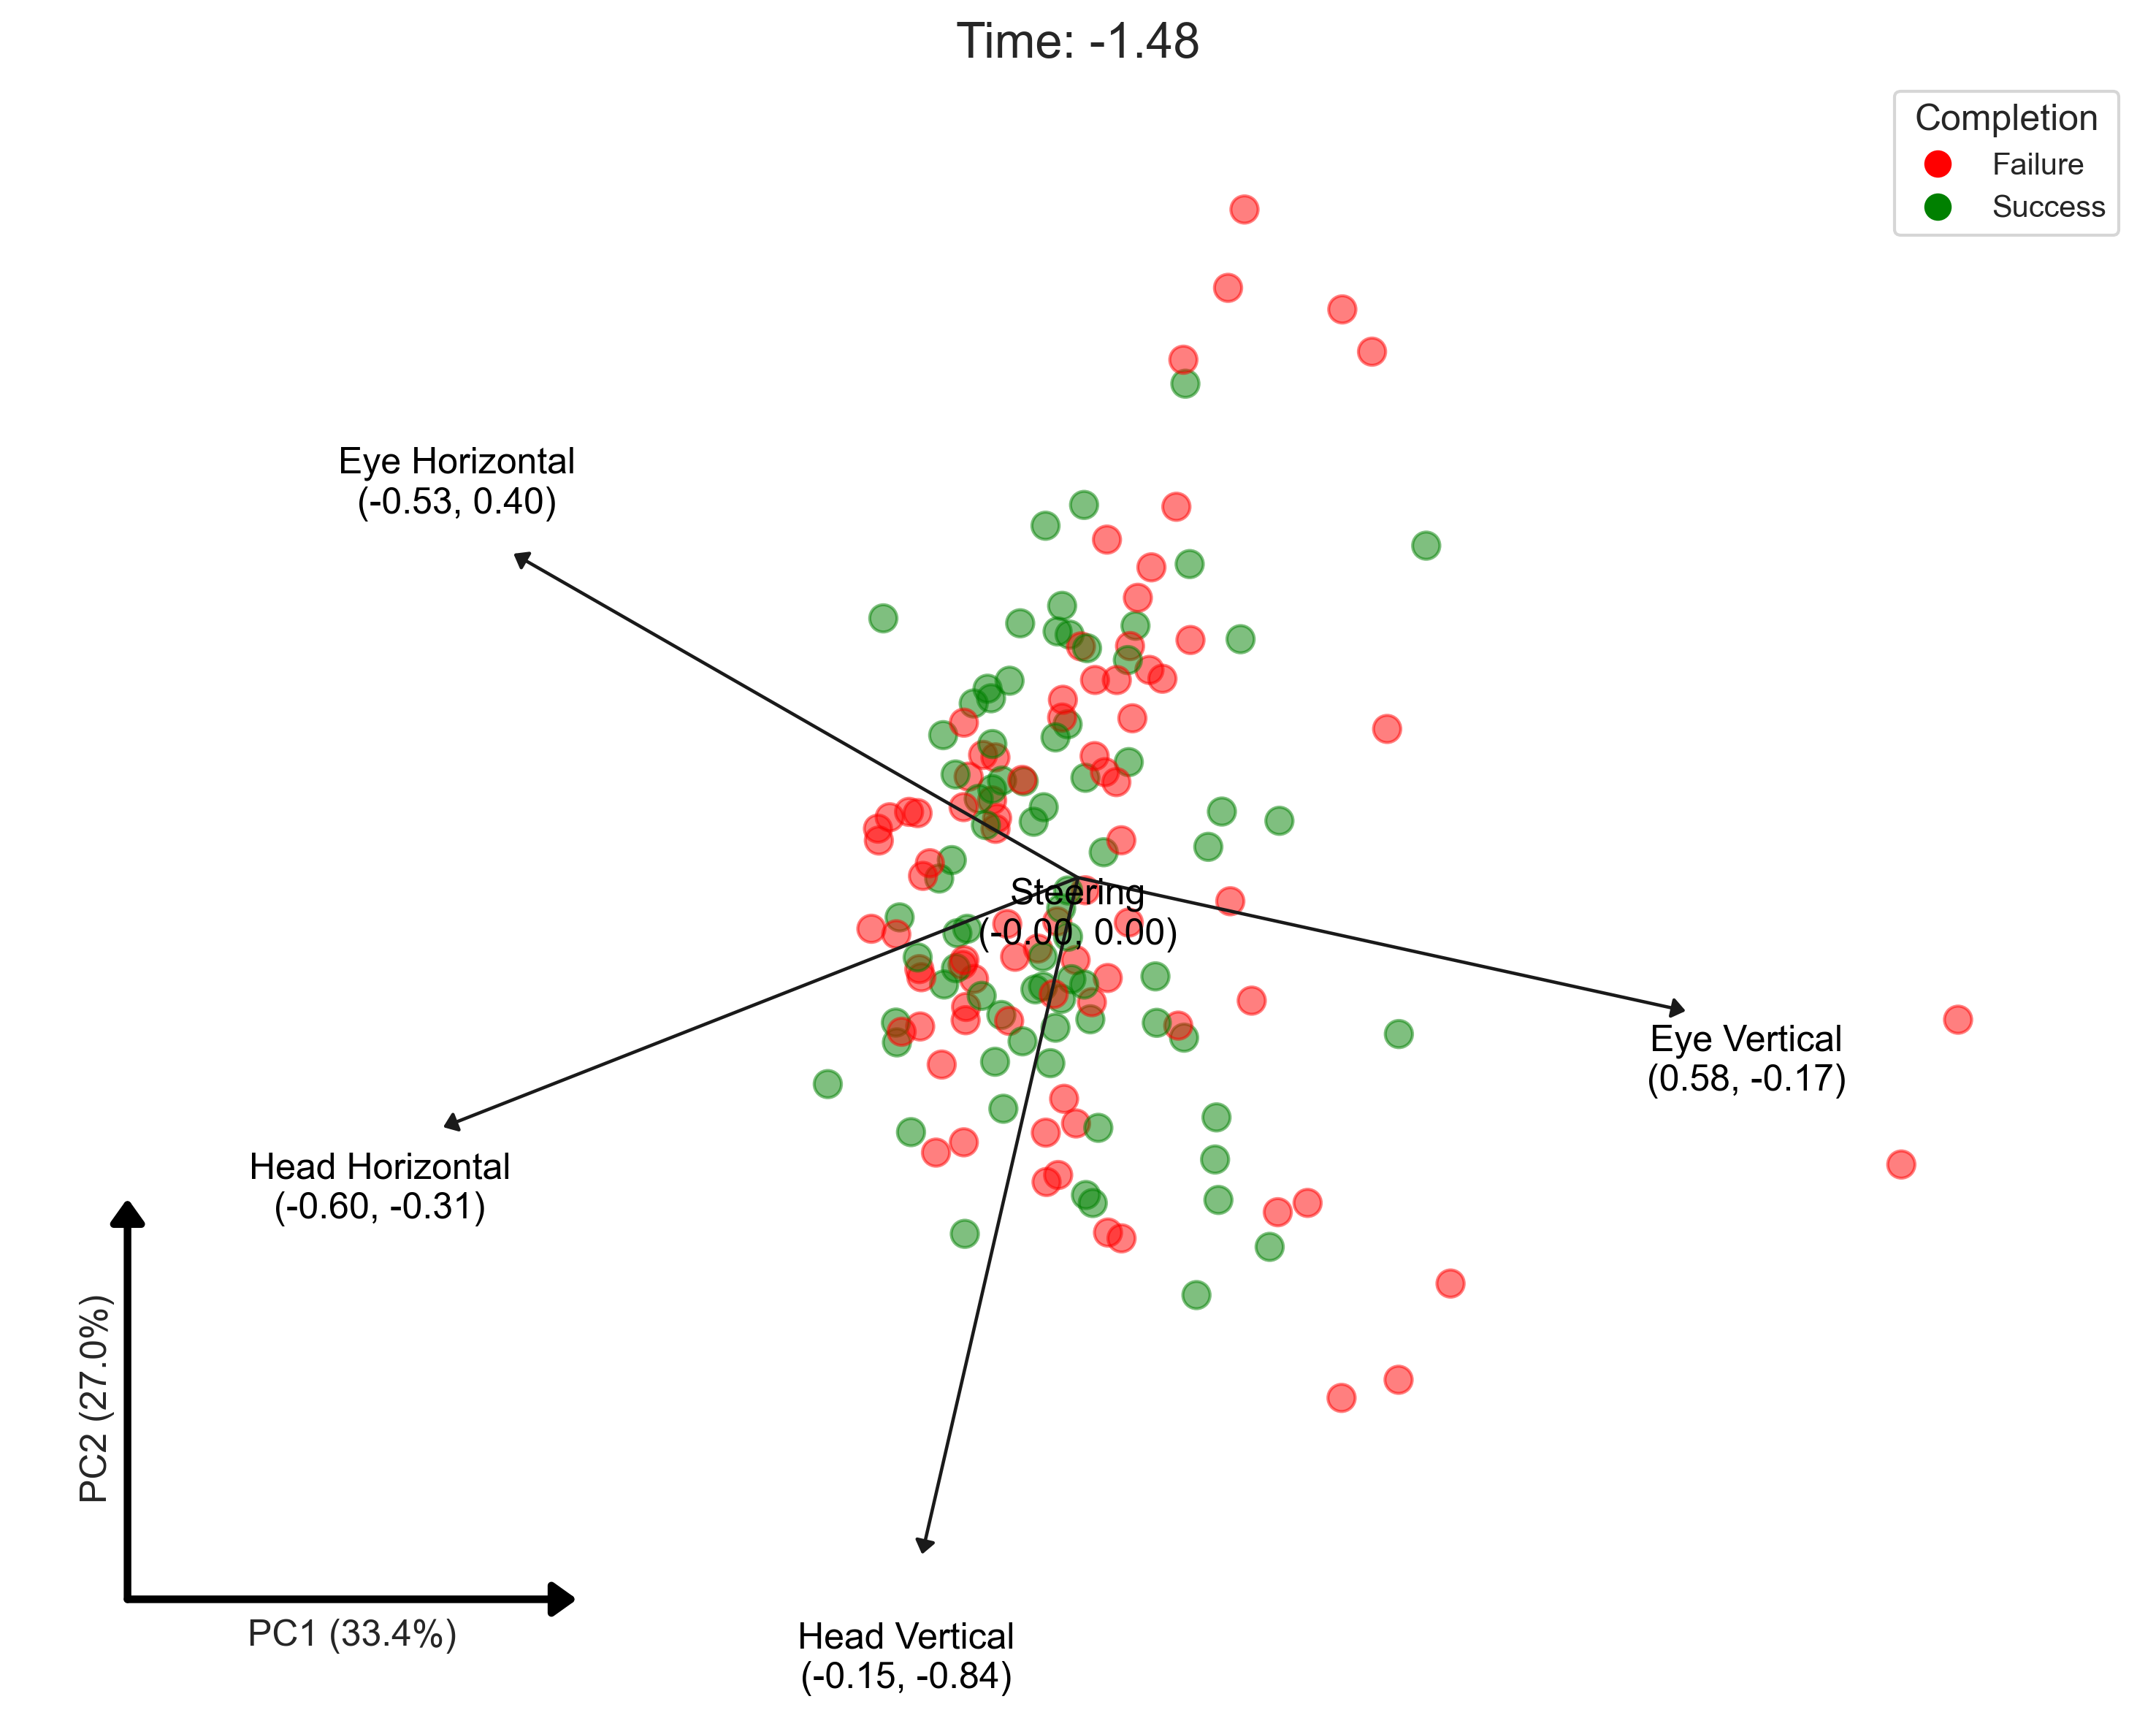 Time: -1.48
Completion
Failure
Success
Eye Horizontal
(-0.53, 0.40)
Steering
(-0.00, 0.00)
Eye Vertical
(0.58, -0.17)
Head Horizontal
(-0.60, -0.31)
PC2 (27.0%)
PC1 (33.4%)
Head Vertical
(-0.15, -0.84)